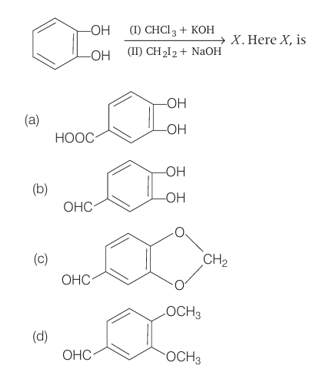 OH
OH
(I) CHCl3 + KOH
(II) CH2I2 + NaOH
X. Here X, is
(a)
OH
OH
HOOC
(b)
OH
OH
OHC
(c)
O
CH2
O
OHC
(d)
OCH3
OHC
OCH3